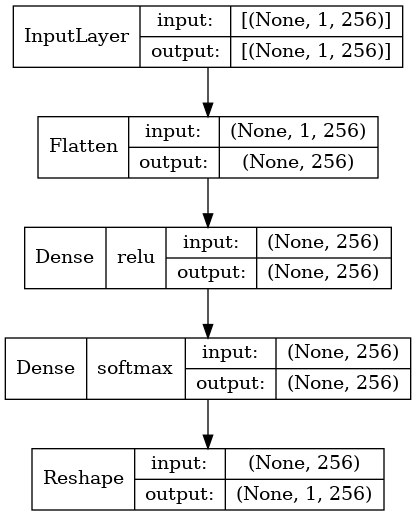 InputLayer
input: [(None, 1, 256)]
output: [(None, 1, 256)]
Flatten
input: (None, 1, 256)
output: (None, 256)
Dense relu
input: (None, 256)
output: (None, 256)
Dense softmax
input: (None, 256)
output: (None, 256)
Reshape
input: (None, 256)
output: (None, 1, 256)